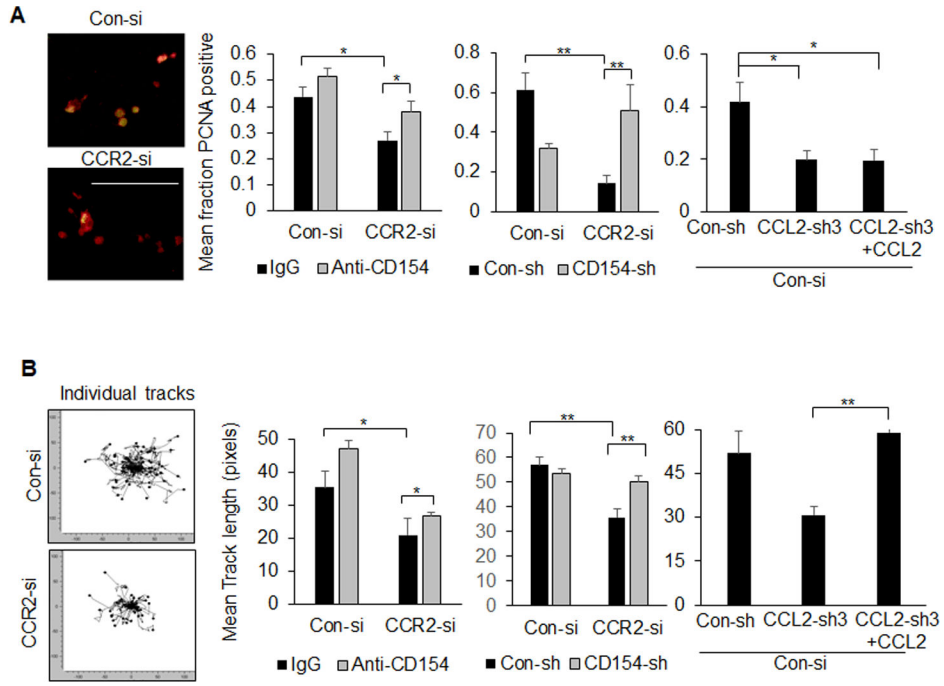 A
Con-si
CCR2-si
Mean fraction PCNA positive
0.6
0.5
0.4
0.3
0.2
0.1
0
*
*
Con-si CCR2-si
IgG Anti-CD154
0.8
0.6
0.4
0.2
0
**
**
Con-si CCR2-si
Con-sh CD154-sh
0.6
0.4
0.2
0
*
*
Con-sh CCL2-sh3 CCL2-sh3
+CCL2
Con-si
B
Individual tracks
Con-si
CCR2-si
Mean Track length (pixels)
50
40
30
20
10
0
*
*
Con-si CCR2-si
IgG Anti-CD154
70
60
50
40
30
20
10
0
**
**
Con-si CCR2-si
Con-sh CD154-sh
60
45
30
15
0
**
Con-sh CCL2-sh3 CCL2-sh3
+CCL2
Con-si